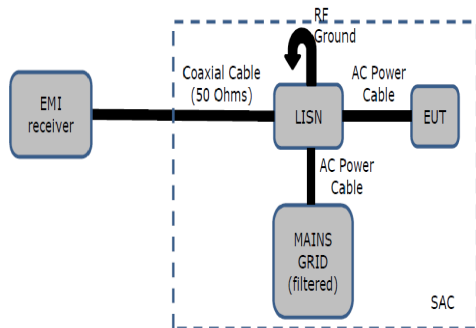 RF
Ground
Coaxial Cable
(50 Ohms)
AC Power
Cable
EMI
receiver
LISN
EUT
AC Power
Cable
MAINS
GRID
(filtered)
SAC